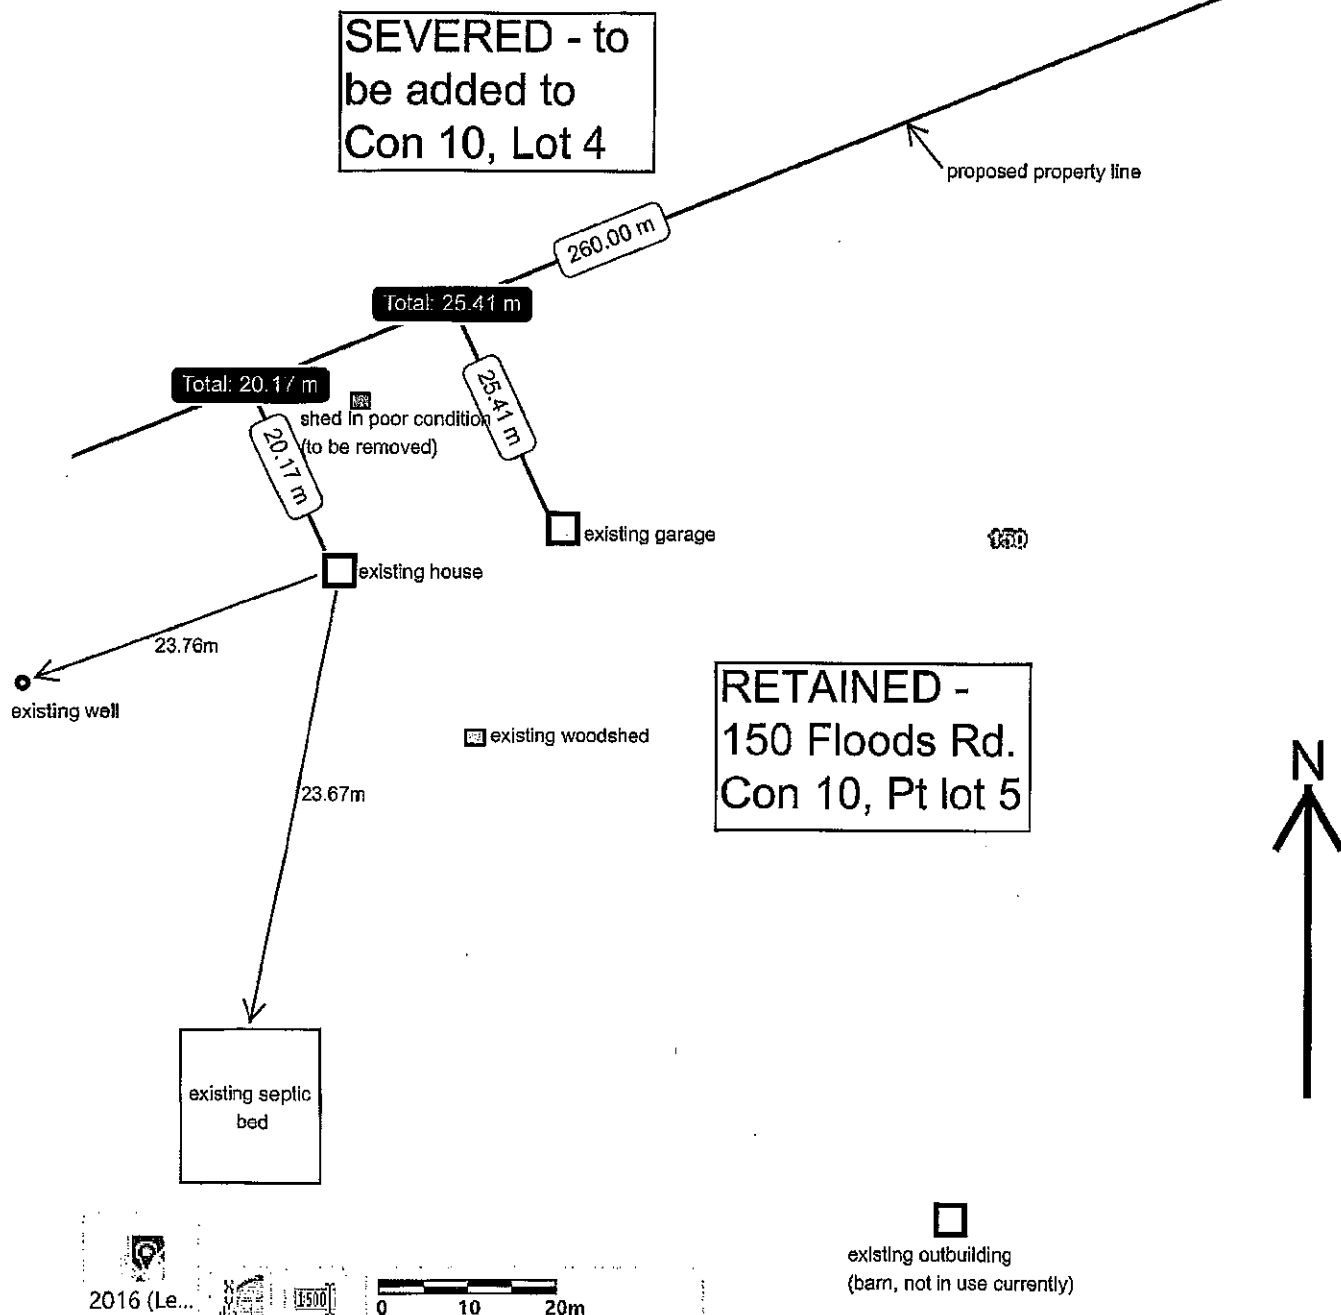 SEVERED - to
be added to
Con 10, Lot 4
proposed property line
260.00 m
Total: 25.41 m
Total: 20.17 m
25.41 m
shed in poor condition
(to be removed)
20.17 m
existing garage
150
existing house
23.76m
existing well
existing woodshed
RETAINED -
150 Floods Rd.
Con 10, Pt lot 5
N
23.67m
existing septic
bed
existing outbuilding
(barn, not in use currently)
2016 (Le...
1:500
0 10 20m